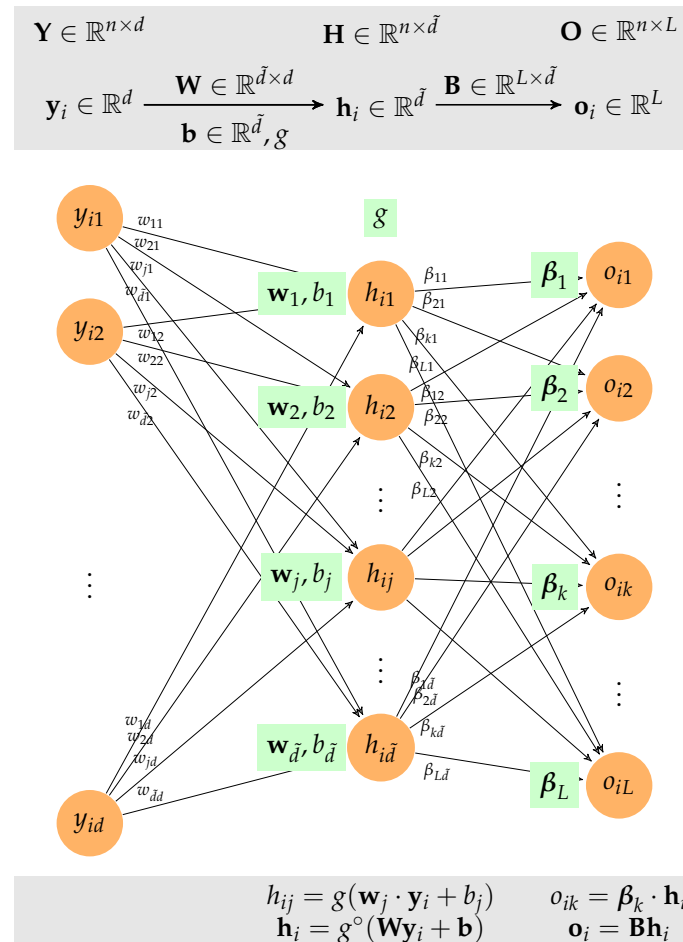 Y ∈ ℝ^{n×d} H ∈ ℝ^{n×d̃} O ∈ ℝ^{n×L}
W ∈ ℝ^{d̃×d} B ∈ ℝ^{L×d̃}
y_i ∈ ℝ^d h_i ∈ ℝ^{d̃} o_i ∈ ℝ^L
b ∈ ℝ^{d̃}, g
y_{i1} g
w_{11}
w_{21}
w_{j1} β_{11} β_1 o_{i1}
w_{d̃1} w_1, b_1 h_{i1} β_{21}
y_{i2} w_{12} β_{k1}
w_{22} β_{L1}
w_{j2} β_{12} β_2 o_{i2}
w_{d̃2} w_2, b_2 h_{i2} β_{22}
β_{k2}
β_{L2}
⋮ ⋮
⋮ w_j, b_j h_{ij} β_k o_{ik}
⋮ β_{1d̃} ⋮
β_{2d̃}
w_{1d} β_{kd̃}
w_{2d} w_{d̃}, b_{d̃} h_{id̃}
w_{jd} β_{Ld̃} β_L o_{iL}
w_{d̃d}
y_{id}
h_{ij} = g(w_j · y_i + b_j) o_{ik} = β_k · h_i
h_i = g°(Wy_i + b) o_i = Bh_i